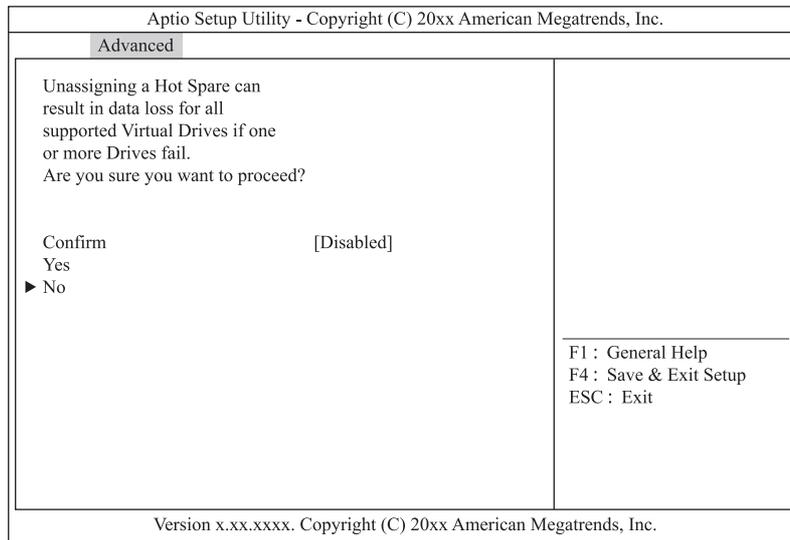 Aptio Setup Utility - Copyright (C) 20xx American Megatrends, Inc.
Advanced
Unassigning a Hot Spare can
result in data loss for all
supported Virtual Drives if one
or more Drives fail.
Are you sure you want to proceed?
Confirm [Disabled]
Yes
▶ No
F1 : General Help
F4 : Save & Exit Setup
ESC : Exit
Version x.xx.xxxx. Copyright (C) 20xx American Megatrends, Inc.